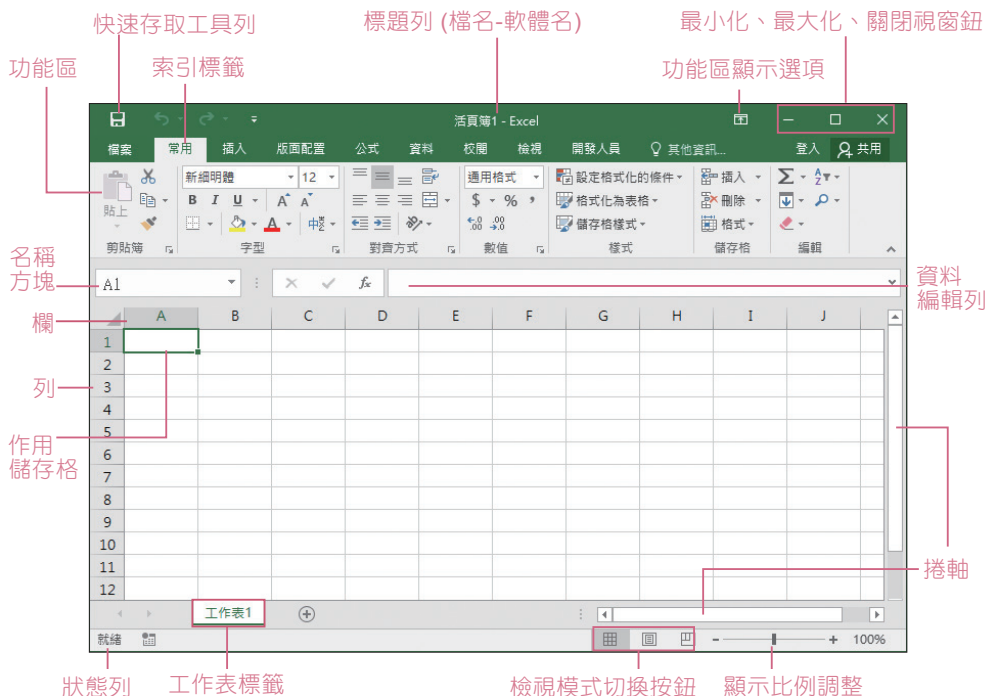 快速存取工具列
標題列 (檔名-軟體名)
最小化、最大化、關閉視窗鈕
功能區
索引標籤
功能區顯示選項
活頁簿1 - Excel
檔案 常用 插入 版面配置 公式 資料 校閱 檢視 開發人員 其他資訊... 登入 共用
新細明體 12 通用格式 設定格式化的條件 插入 Σ
貼上 B I U A A $ % , 格式化為表格 刪除
A 中 .00 .0 儲存格樣式 格式
剪貼簿 字型 對齊方式 數值 樣式 儲存格 編輯
名稱
方塊
A1 fx
資料
編輯列
欄
A B C D E F G H I J
1
2
列
3
4
5
作用
儲存格
6
7
8
9
10
11
捲軸
12
工作表1
就緒 100%
狀態列
工作表標籤
檢視模式切換按鈕
顯示比例調整